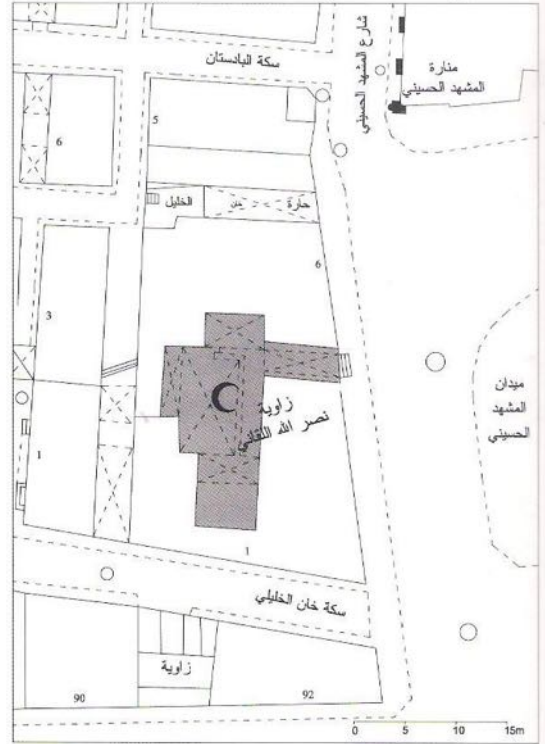 سكة البادستان
شارع المشهد الحسيني
منارة
المشهد الحسيني
5
6
الخليل
خان
حارة
6
3
ميدان
المشهد
الحسيني
زاوية
نصر الله اللقاني
1
1
سكة خان الخليلي
زاوية
90
92
0 5 10 15m